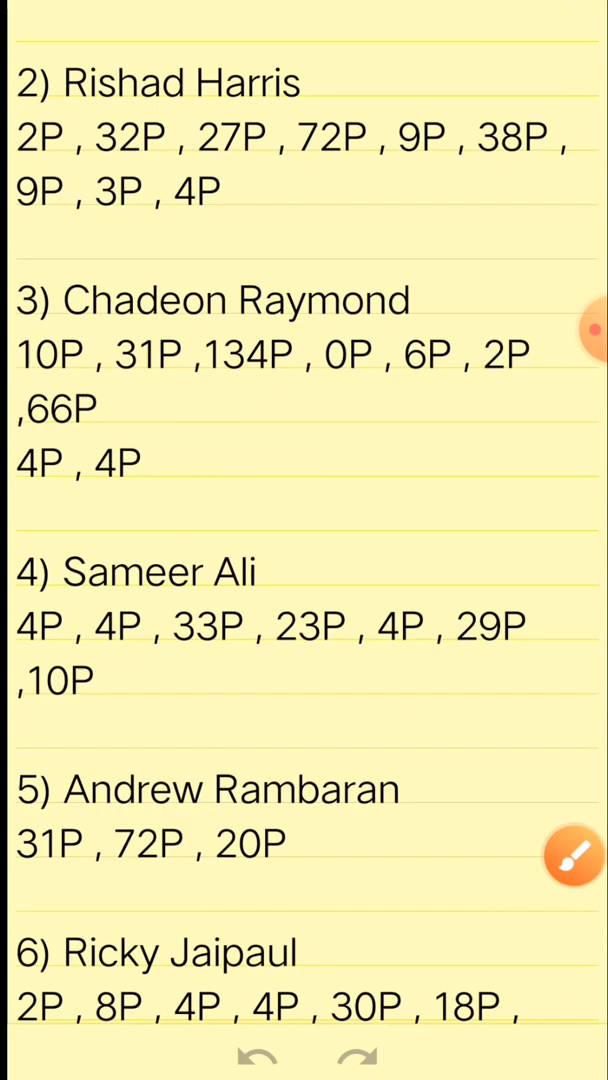 2) Rishad Harris
2P , 32P , 27P , 72P , 9P , 38P ,
9P , 3P , 4P
3) Chadeon Raymond
10P , 31P ,134P , 0P , 6P , 2P
,66P
4P , 4P
4) Sameer Ali
4P , 4P , 33P , 23P , 4P , 29P
,10P
5) Andrew Rambaran
31P , 72P , 20P
6) Ricky Jaipaul
2P , 8P , 4P , 4P , 30P , 18P ,